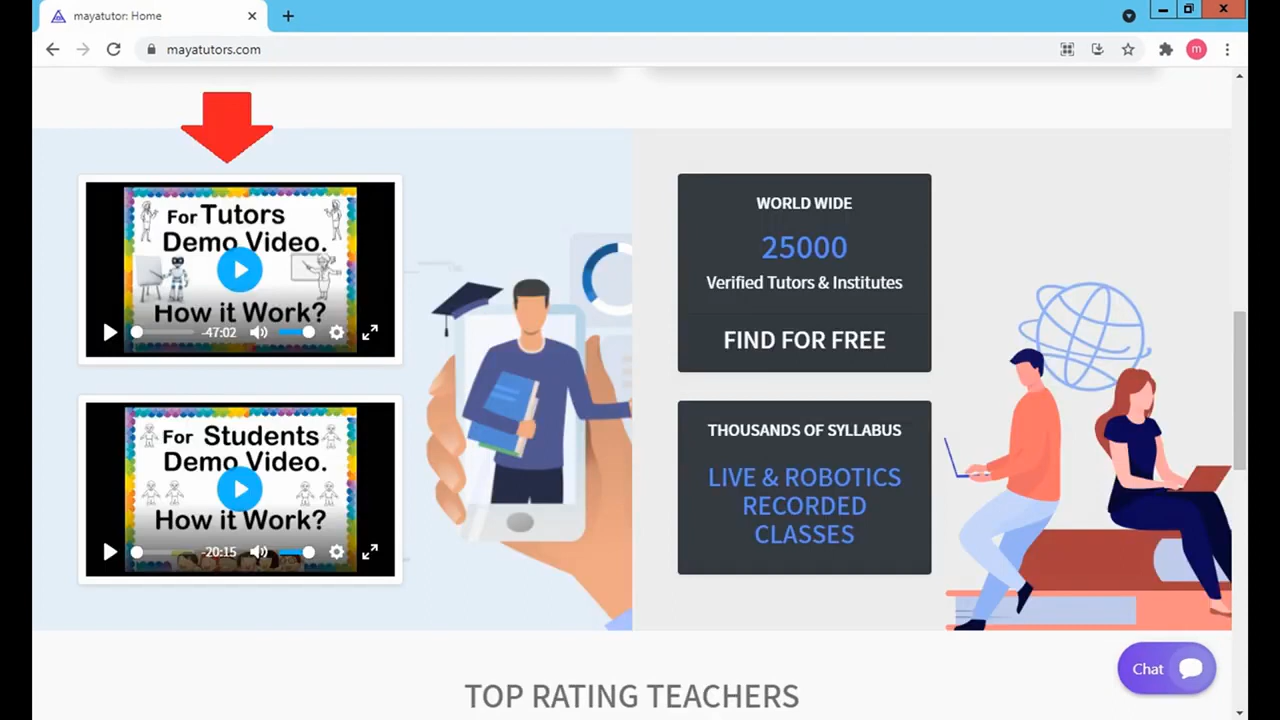 mayatutor: Home
mayatutors.com
m
For Tutors
Demo Video.
How it Work?
-47:02
For Students
Demo Video.
How it Work?
-20:15
WORLD WIDE
25000
Verified Tutors & Institutes
FIND FOR FREE
THOUSANDS OF SYLLABUS
LIVE & ROBOTICS
RECORDED
CLASSES
Chat
TOP RATING TEACHERS